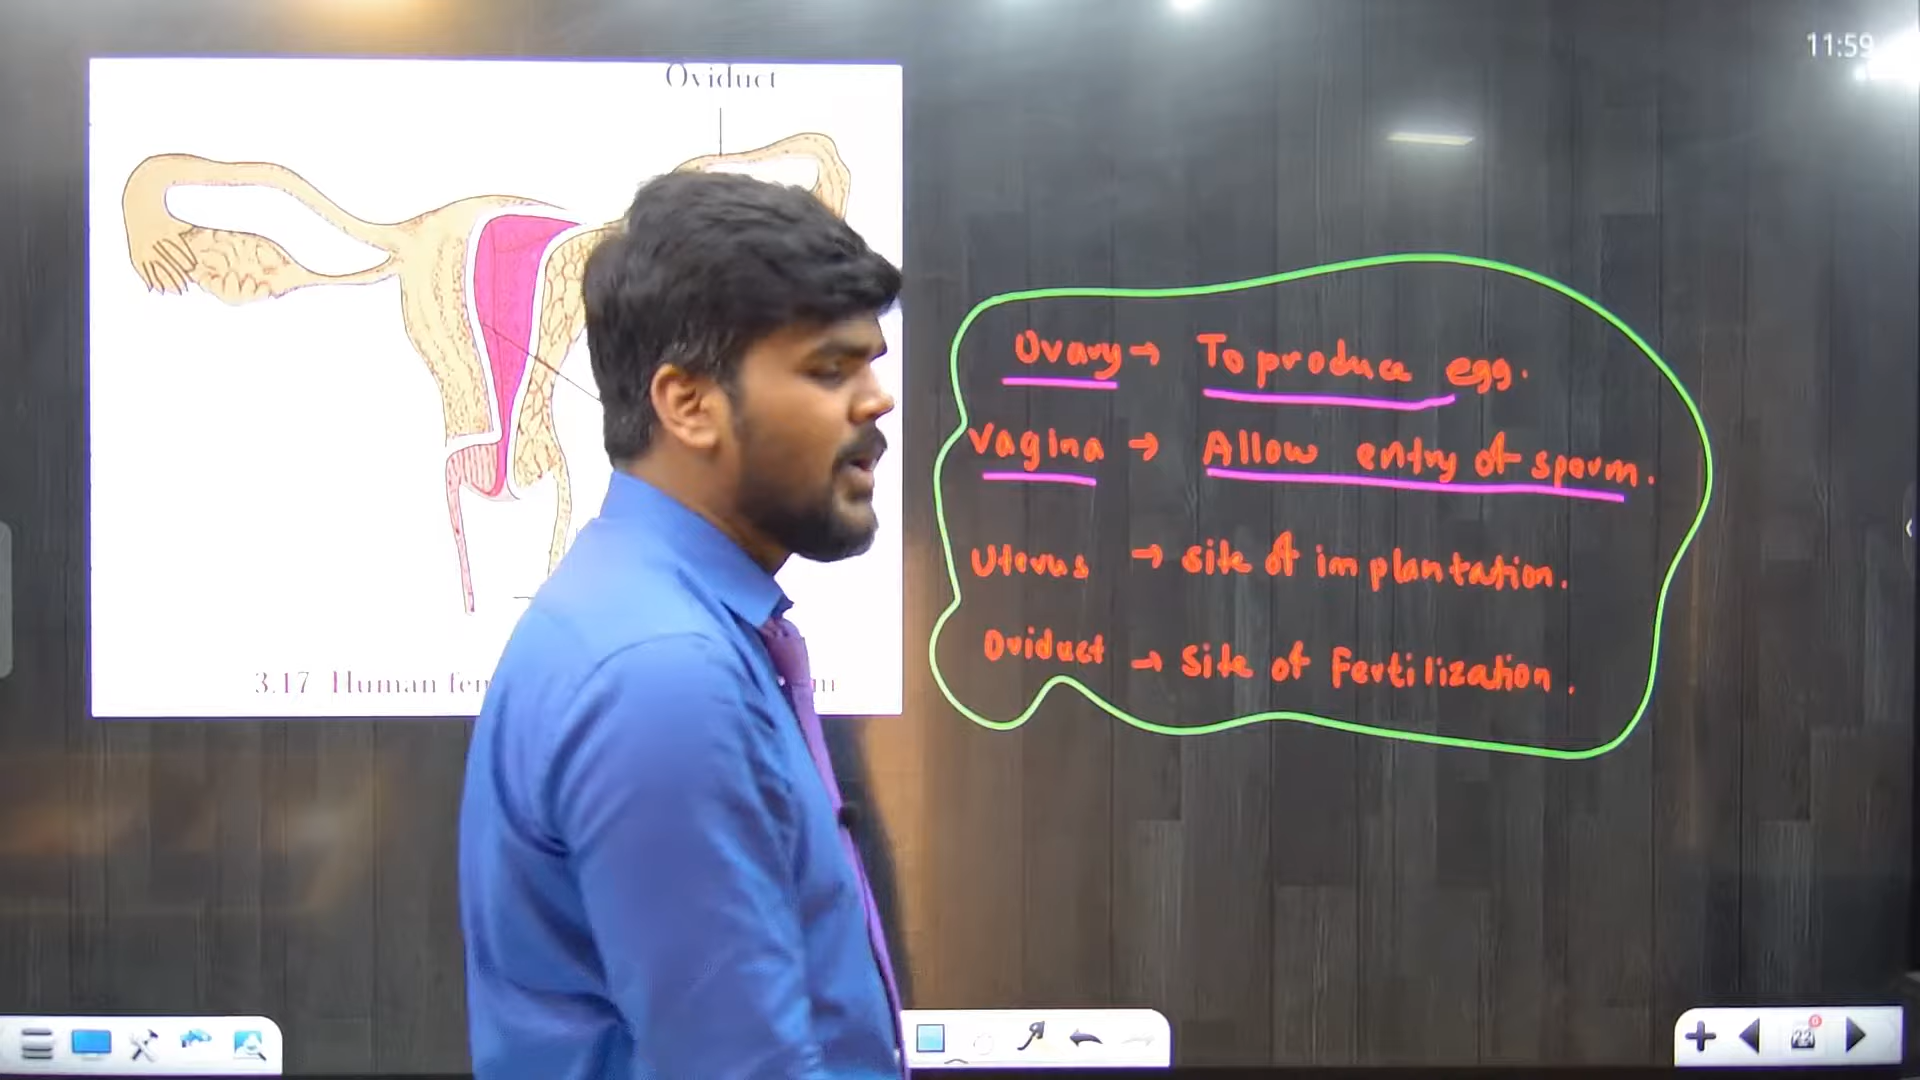 Oviduct
11:59
Ovary → To produce egg.
Vagina → Allow entry of sperm.
Uterus → site of implantation.
Oviduct → Site of Fertilization.
3.17 Human
23